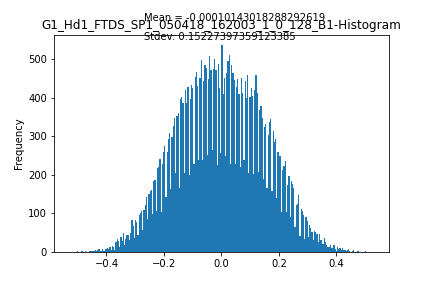 Mean = -0.00010143018288292619
G1_Hd1_FTDS_SP1_050418_162003_1_0_128_B1-Histogram
Stdev: 0.15227397359123385
500
400
300
200
100
0
Frequency
−0.4 −0.2 0.0 0.2 0.4